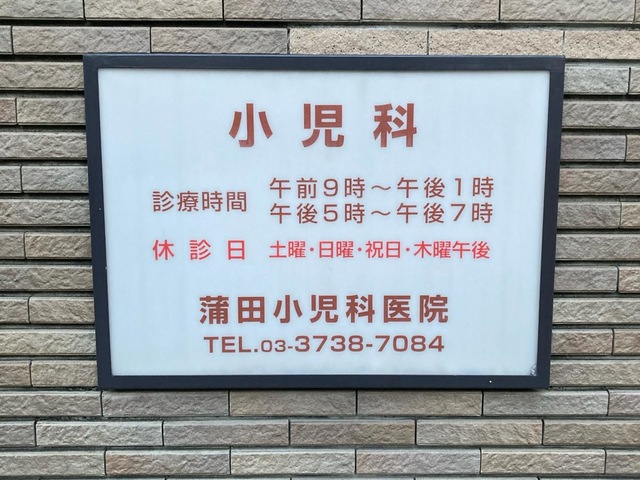 小児科
診療時間 午前9時～午後1時
午後5時～午後7時
休診日 土曜・日曜・祝日・木曜午後
蒲田小児科医院
TEL.03-3738-7084